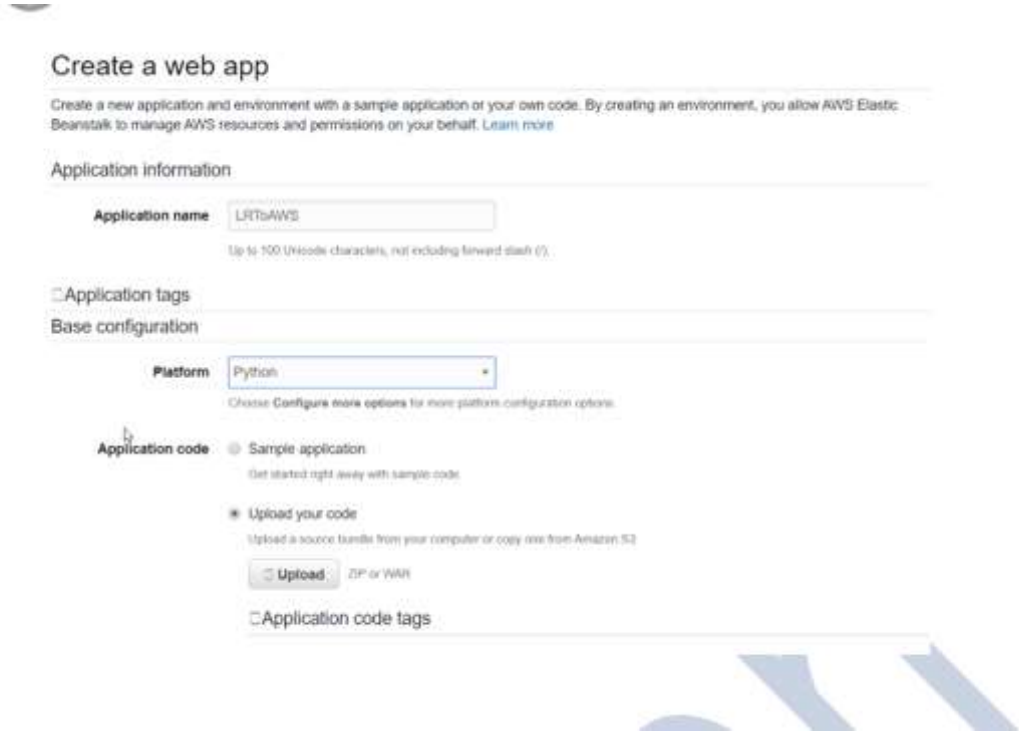 Create a web app
Create a new application and environment with a sample application or your own code. By creating an environment, you allow AWS Elastic
Beanstalk to manage AWS resources and permissions on your behalf. Learn more
Application information
Application name LRToAWS
Up to 100 Unicode characters, not including forward slash (/).
Application tags
Base configuration
Platform Python
Choose Configure more options for more platform configuration options.
Application code Sample application
Get started right away with sample code.
Upload your code
Upload a source bundle from your computer or copy one from Amazon S3.
Upload ZIP or WAR
Application code tags